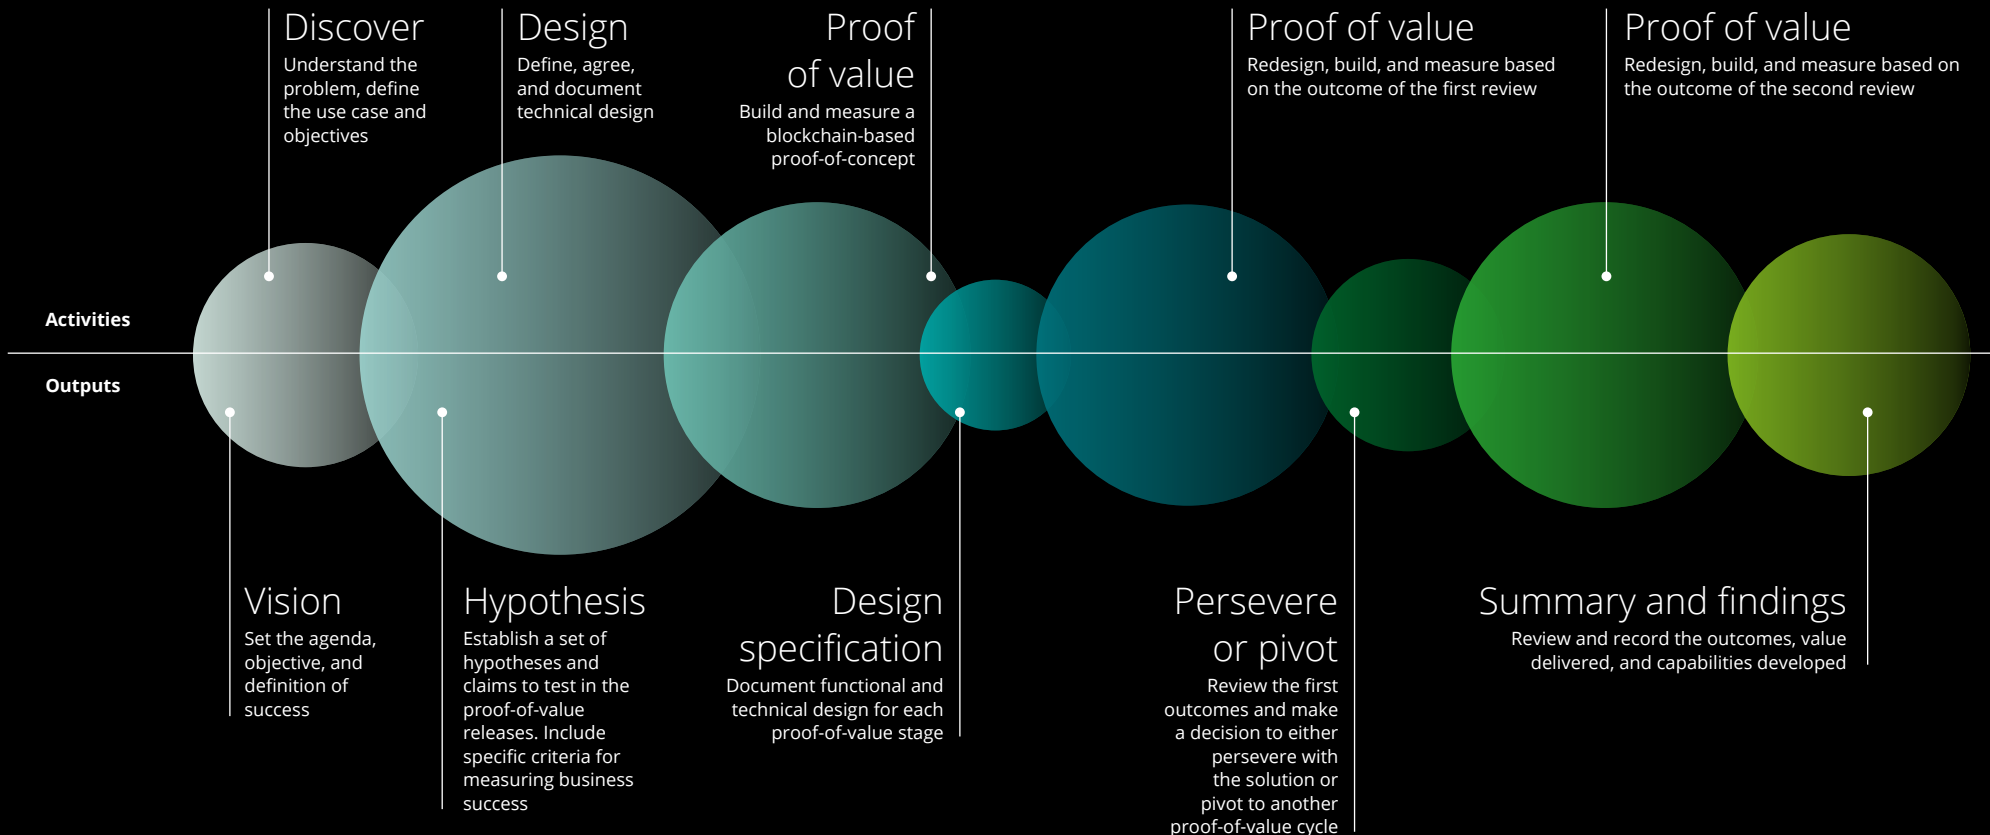 Discover
Understand the
problem, define
the use case and
objectives
Design
Define, agree,
and document
technical design
Proof
of value
Build and measure a
blockchain-based
proof-of-concept
Proof of value
Redesign, build, and measure based
on the outcome of the first review
Proof of value
Redesign, build, and measure based on
the outcome of the second review
Activities
Outputs
Vision
Set the agenda,
objective, and
definition of
success
Hypothesis
Establish a set of
hypotheses and
claims to test in the
proof-of-value
releases. Include
specific criteria for
measuring business
success
Design
specification
Document functional and
technical design for each
proof-of-value stage
Persevere
or pivot
Review the first
outcomes and make
a decision to either
persevere with
the solution or
pivot to another
proof-of-value cycle
Summary and findings
Review and record the outcomes, value
delivered, and capabilities developed